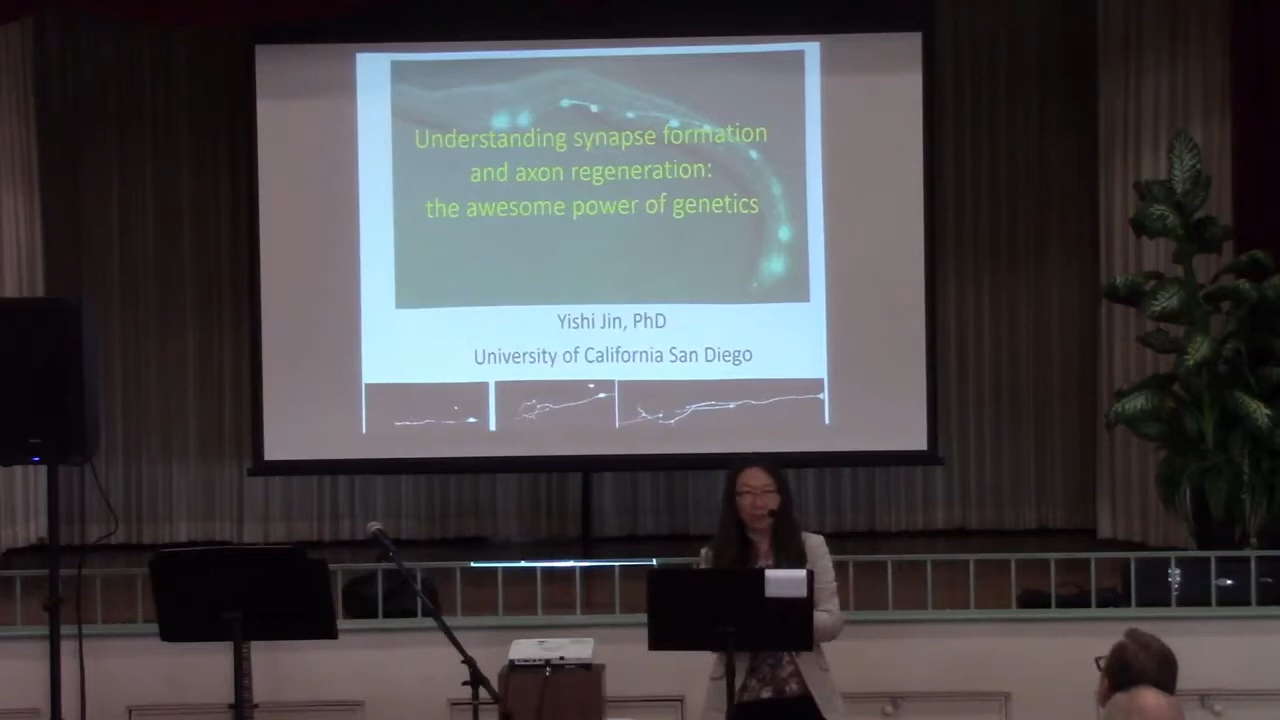 Understanding synapse formation
and axon regeneration:
the awesome power of genetics
Yishi Jin, PhD
University of California San Diego